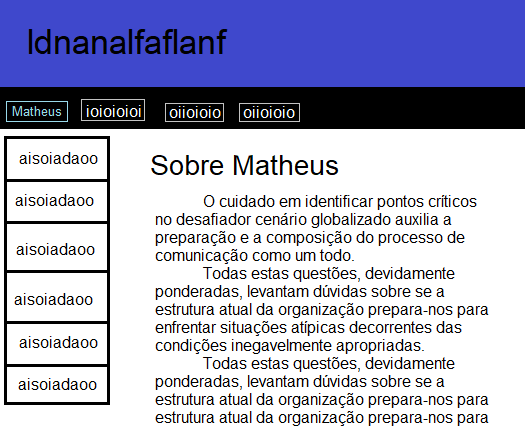 ldnanalfaflanf
Matheus ioioioioi oiioioio oiioioio
aisoiadaoo
aisoiadaoo
aisoiadaoo
aisoiadaoo
aisoiadaoo
aisoiadaoo
Sobre Matheus
O cuidado em identificar pontos críticos
no desafiador cenário globalizado auxilia a
preparação e a composição do processo de
comunicação como um todo.
Todas estas questões, devidamente
ponderadas, levantam dúvidas sobre se a
estrutura atual da organização prepara-nos para
enfrentar situações atípicas decorrentes das
condições inegavelmente apropriadas.
Todas estas questões, devidamente
ponderadas, levantam dúvidas sobre se a
estrutura atual da organização prepara-nos para
estrutura atual da organização prepara-nos para